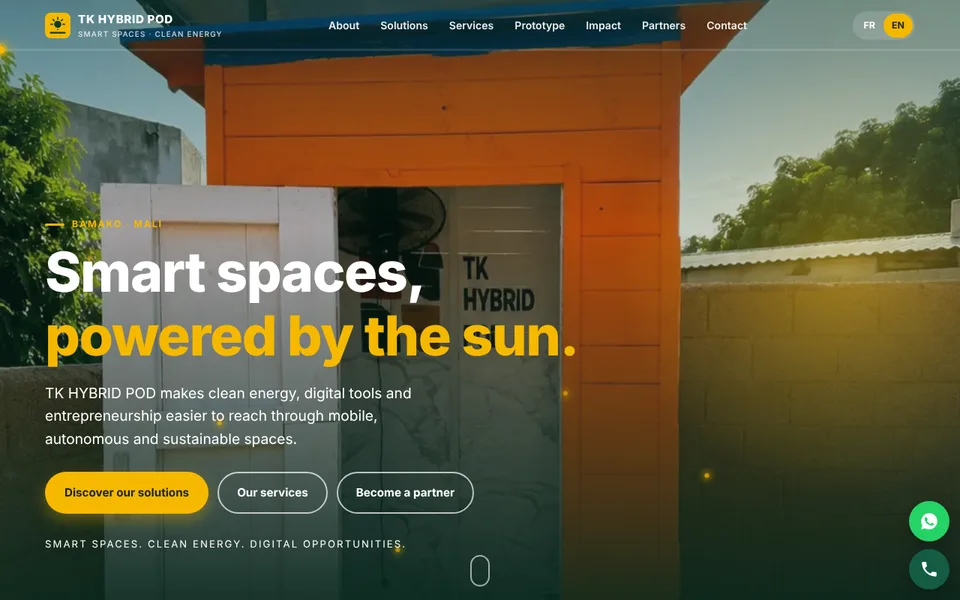 TK HYBRID POD
SMART SPACES · CLEAN ENERGY
About Solutions Services Prototype Impact Partners Contact
FR EN
BAMAKO · MALI
Smart spaces,
powered by the sun.
TK
HYBRID
TK HYBRID POD makes clean energy, digital tools and
entrepreneurship easier to reach through mobile,
autonomous and sustainable spaces.
Discover our solutions Our services Become a partner
SMART SPACES. CLEAN ENERGY. DIGITAL OPPORTUNITIES.